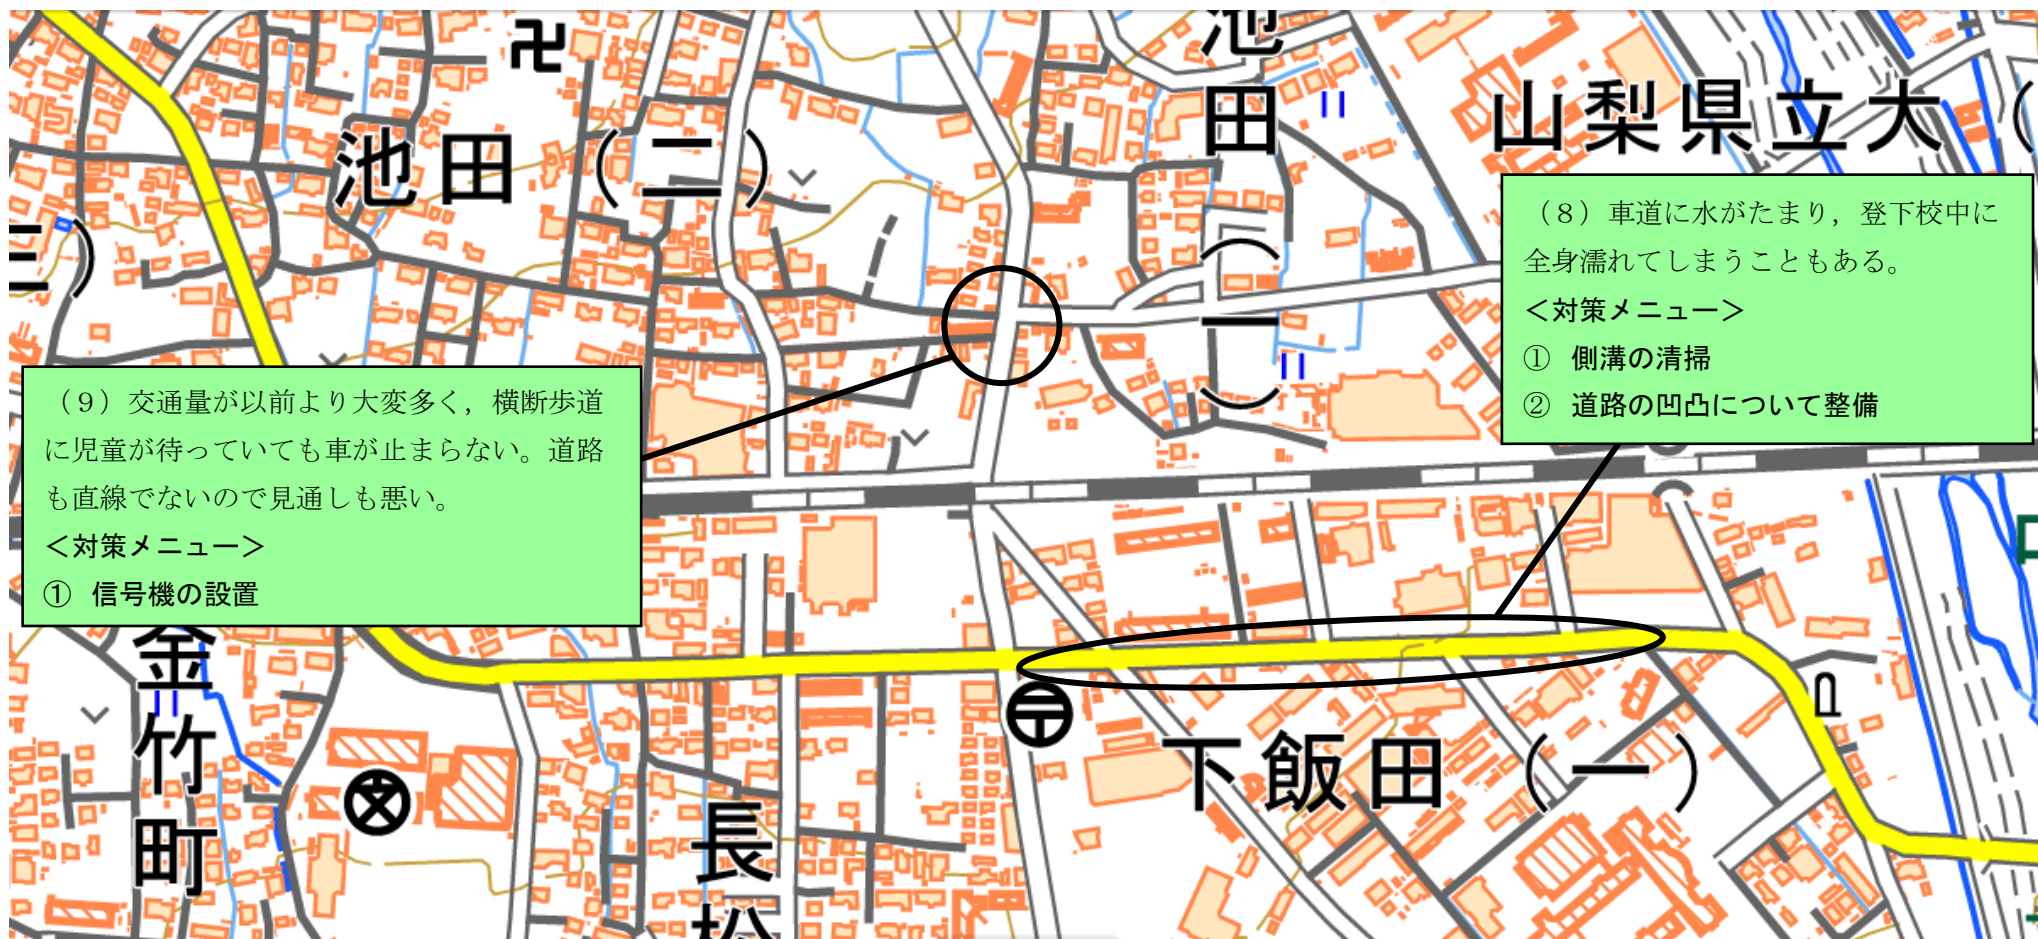 池
田
（一）
山梨県立大（
池田（二）
三）
（８）車道に水がたまり，登下校中に
全身濡れてしまうこともある。
＜対策メニュー＞
①　側溝の清掃
②　道路の凹凸について整備
（９）交通量が以前より大変多く，横断歩道
に児童が待っていても車が止まらない。道路
も直線でないので見通しも悪い。
＜対策メニュー＞
①　信号機の設置
金
竹
町
下飯田（一）
長
松